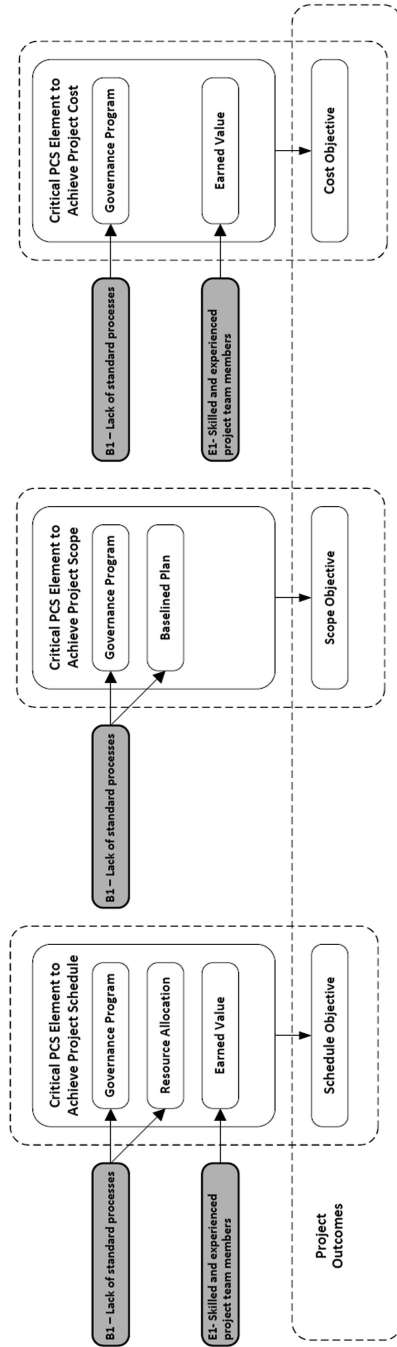 B1 – Lack of standard processes
E1- Skilled and experienced
project team members
Critical PCS Element to
Achieve Project Schedule
Governance Program
Resource Allocation
Earned Value
Project
Outcomes
Schedule Objective
B1 – Lack of standard processes
Critical PCS Element to
Achieve Project Scope
Governance Program
Baselined Plan
Scope Objective
B1 – Lack of standard processes
E1- Skilled and experienced
project team members
Critical PCS Element to
Achieve Project Cost
Governance Program
Earned Value
Cost Objective